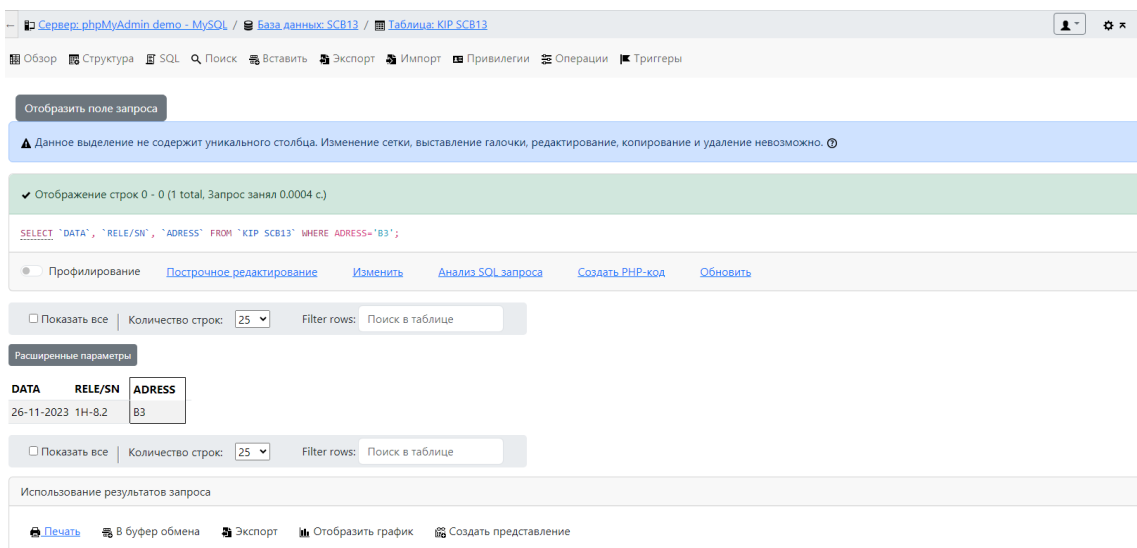 Сервер: phpMyAdmin demo - MySQL / База данных: SCB13 / Таблица: KIP SCB13
Обзор Структура SQL Поиск Вставить Экспорт Импорт Привилегии Операции Триггеры
Отобразить поле запроса
Данное выделение не содержит уникального столбца. Изменение сетки, выставление галочки, редактирование, копирование и удаление невозможно.
Отображение строк 0 - 0 (1 total, Запрос занял 0.0004 с.)
SELECT `DATA`, `RELE/SN`, `ADRESS` FROM `KIP SCB13` WHERE ADRESS='B3';
Профилирование Построчное редактирование Изменить Анализ SQL запроса Создать PHP-код Обновить
Показать все | Количество строк: 25 Filter rows: Поиск в таблице
Расширенные параметры
DATA RELE/SN ADRESS
26-11-2023 1H-8.2 B3
Показать все | Количество строк: 25 Filter rows: Поиск в таблице
Использование результатов запроса
Печать В буфер обмена Экспорт Отобразить график Создать представление